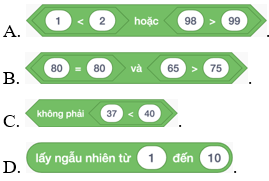 A. 1 < 2 hoặc 98 > 99 .
B. 80 = 80 và 65 > 75 .
C. không phải 37 < 40 .
D. lấy ngẫu nhiên từ 1 đến 10 .